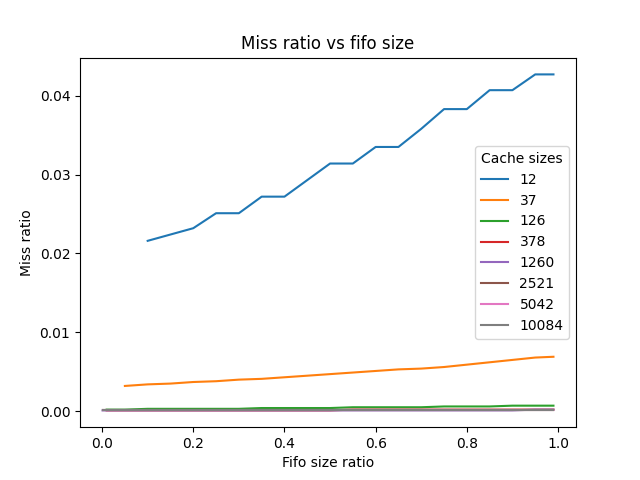 Miss ratio vs fifo size
Miss ratio
0.04
0.03
0.02
0.01
0.00
0.0 0.2 0.4 0.6 0.8 1.0
Fifo size ratio
Cache sizes
12
37
126
378
1260
2521
5042
10084